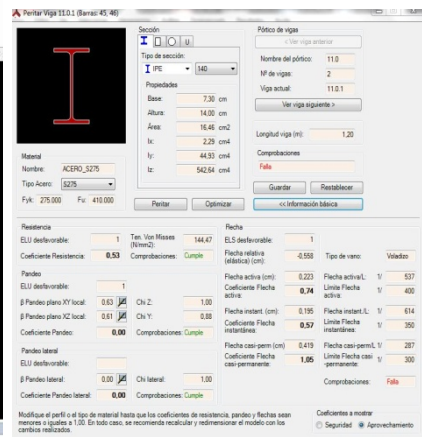 Peritar Viga 11.0.1 (Barras: 45, 46)
Sección
I U
Tipo de sección:
IPE 140
Propiedades
Base: 7,30 cm
Altura: 14,00 cm
Área: 16,46 cm2
Ix: 2,29 cm4
Iy: 44,93 cm4
Iz: 542,64 cm4
Pórtico de vigas
< Ver viga anterior
Nombre del pórtico: 11.0
Nº de vigas: 2
Viga actual: 11.0.1
Ver viga siguiente >
Longitud viga (m): 1,20
Comprobaciones
Falla
Material
Nombre: ACERO_S275
Tipo Acero: S275
Fyk: 275.000 Fu: 410.000
Peritar Optimizar
Guardar Restablecer
<< Información básica
Resistencia
ELU desfavorable: 1 Ten. Von Misses (N/mm2): 144,47
Coeficiente Resistencia: 0,53 Comprobaciones: Cumple
Pandeo
ELU desfavorable: 1
β Pandeo plano XY local: 0,63 Chi Z: 1,00
β Pandeo plano XZ local: 0,61 Chi Y: 0,88
Coeficiente Pandeo: 0,00 Comprobaciones: Cumple
Pandeo lateral
ELU desfavorable:
β Pandeo lateral: 0,00 Chi lateral: 1,00
Coeficiente Pandeo lateral: 0,00 Comprobaciones: Cumple
Flecha
ELS desfavorable: 1
Flecha relativa (elástica) (cm): -0,558 Tipo de vano: Voladizo
Flecha activa (cm): 0,223 Flecha activa/L: 1/ 537
Coeficiente Flecha activa: 0,74 Límite Flecha activa: 1/ 400
Flecha instant. (cm): 0,195 Flecha instant./L: 1/ 614
Coeficiente Flecha instantánea: 0,57 Límite Flecha instantánea: 1/ 350
Flecha casi-perm (cm) 0,419 Flecha casi-perm/L 1/ 287
Coeficiente Flecha casi-permanente: 1,05 Límite Flecha casi-permanente: 1/ 300
Comprobaciones: Falla
Modifique el perfil o el tipo de material hasta que los coeficientes de resistencia, pandeo y flechas sean
menores o iguales a 1,00. En todo caso, se recomienda recalcular y redimensionar el modelo con los
cambios realizados.
Coeficientes a mostrar
Seguridad Aprovechamiento